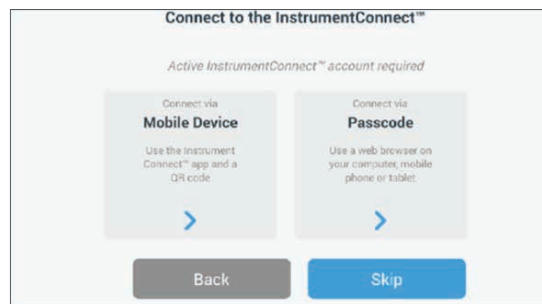 Connect to the InstrumentConnect™
Active InstrumentConnect™ account required
Connect via
Mobile Device
Use the Instrument
Connect™ app and a
QR code
Connect via
Passcode
Use a web browser on
your computer, mobile
phone or tablet
Back
Skip